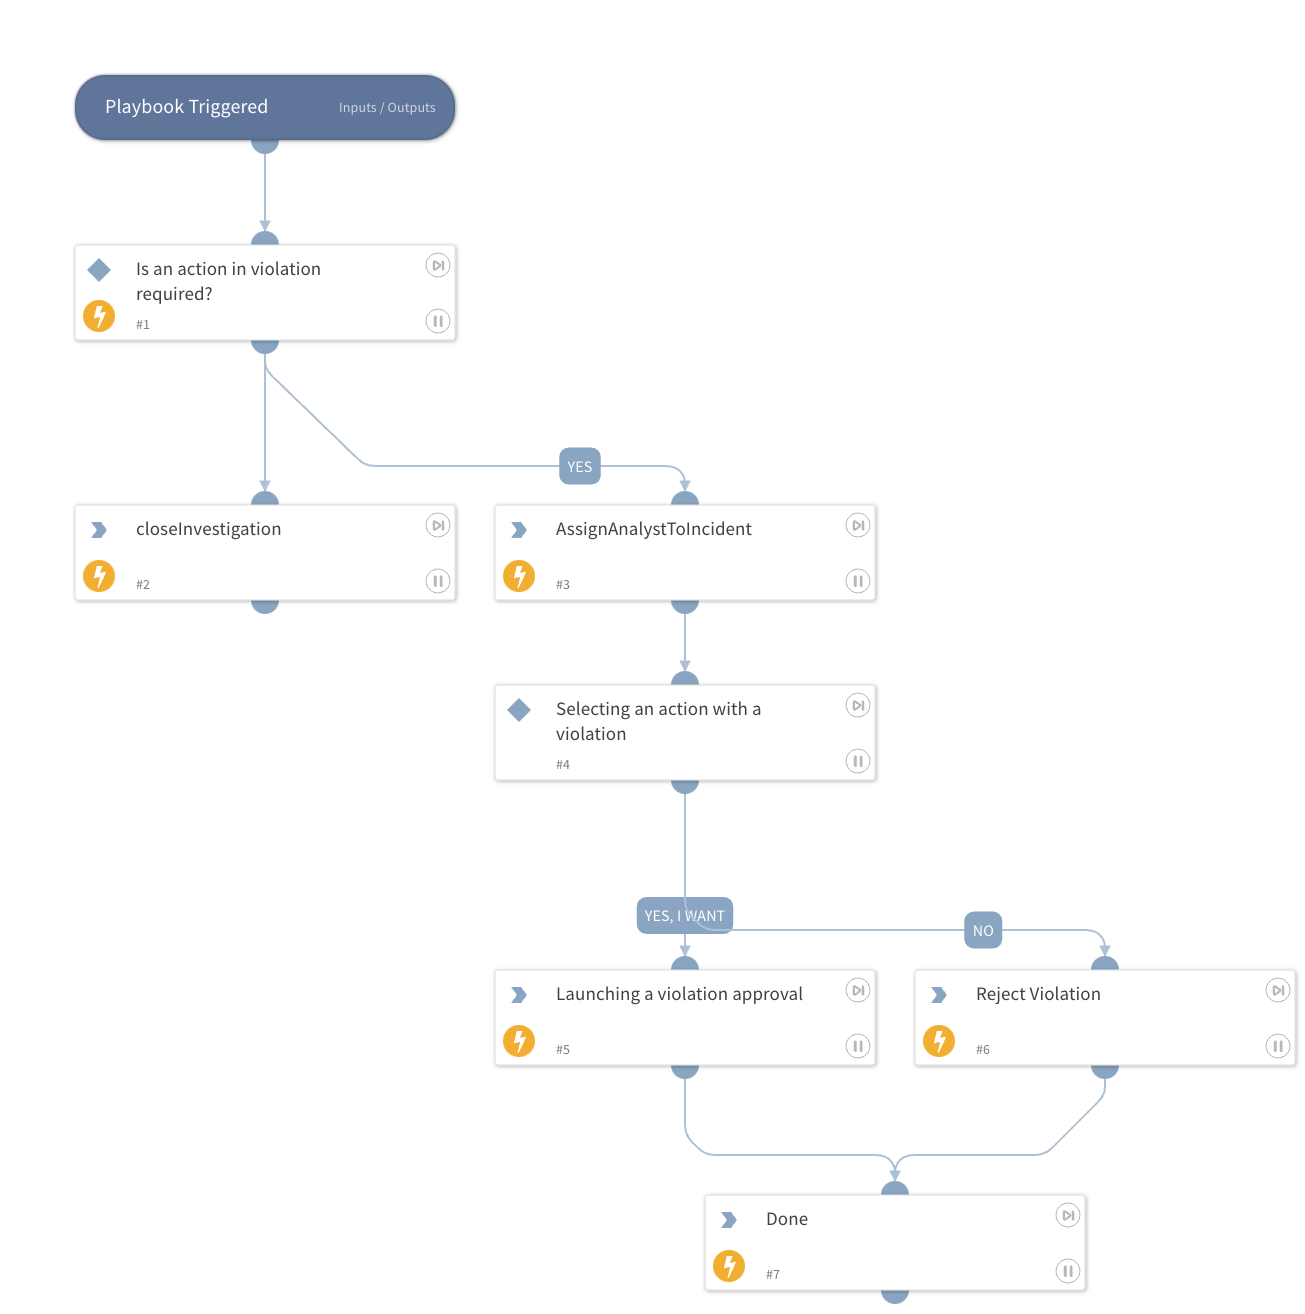 Playbook Triggered
Inputs / Outputs
Is an action in violation
required?
#1
YES
closeInvestigation
#2
AssignAnalystToIncident
#3
Selecting an action with a
violation
#4
YES, I WANT
NO
Launching a violation approval
#5
Reject Violation
#6
Done
#7